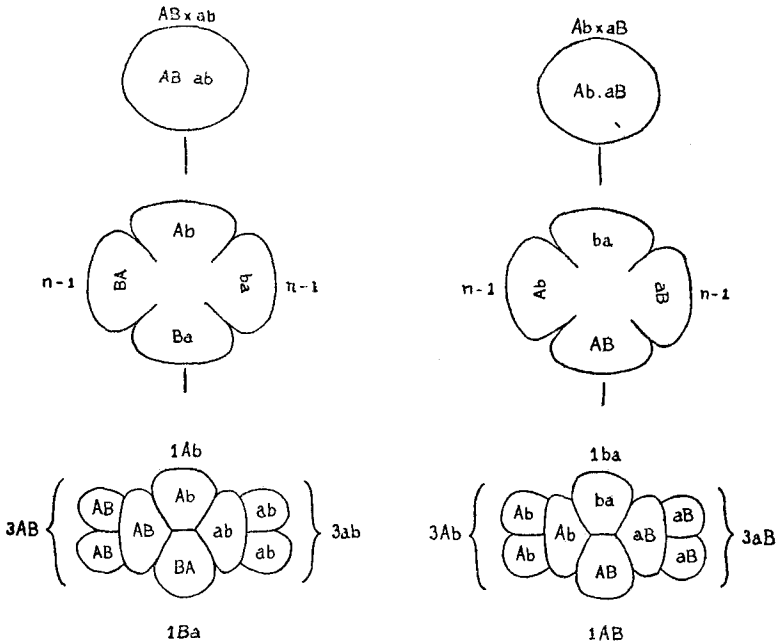 AB x ab
AB ab
Ab
n-1 BA ba n-1
Ba
1Ab
Ab
3AB AB AB ab ab 3ab
AB BA ab
1Ba
Ab x aB
Ab.aB
ba
n-1 Ab aB n-1
AB
1ba
ba
3Ab Ab Ab aB aB 3aB
Ab AB aB
1AB